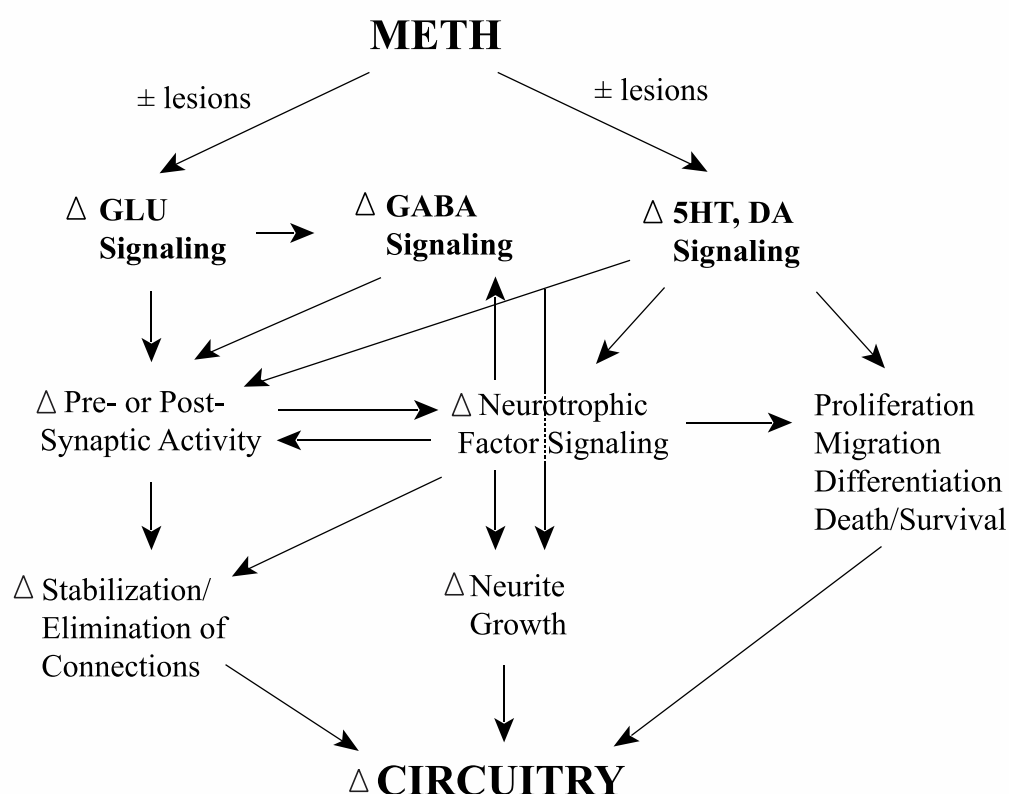 METH
± lesions
± lesions
Δ GLU
Signaling
Δ GABA
Signaling
Δ 5HT, DA
Signaling
Δ Pre- or Post-
Synaptic Activity
Δ Neurotrophic
Factor Signaling
Proliferation
Migration
Differentiation
Death/Survival
Δ Stabilization/
Elimination of
Connections
Δ Neurite
Growth
Δ CIRCUITRY